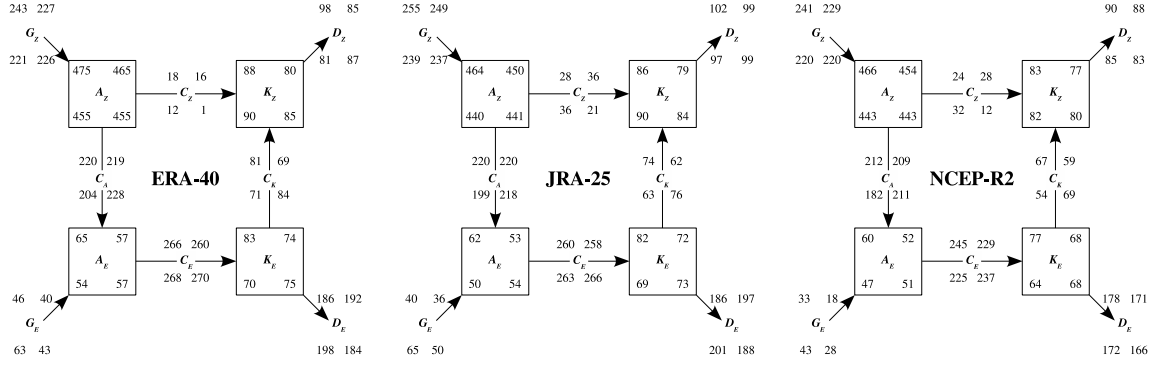 243 227 98 85 255 249 102 99 241 229 90 88
G_Z D_Z G_Z D_Z G_Z D_Z
221 226 475 465 88 80 81 87 239 237 464 450 86 79 97 99 220 220 466 454 83 77 85 83
18 16 28 36 24 28
A_Z C_Z K_Z A_Z C_Z K_Z A_Z C_Z K_Z
12 1 36 21 32 12
455 455 90 85 440 441 90 84 443 443 82 80
220 219 81 69 220 220 74 62 212 209 67 59
C_A ERA-40 C_K C_A JRA-25 C_K C_A NCEP-R2 C_K
204 228 71 84 199 218 63 76 182 211 54 69
65 57 266 260 83 74 62 53 260 258 82 72 60 52 245 229 77 68
A_E C_E K_E A_E C_E K_E A_E C_E K_E
268 270 263 266 225 237
54 57 70 75 50 54 69 73 47 51 64 68
46 40 186 192 40 36 186 197 33 18 178 171
G_E D_E G_E D_E G_E D_E
63 43 198 184 65 50 201 188 43 28 172 166